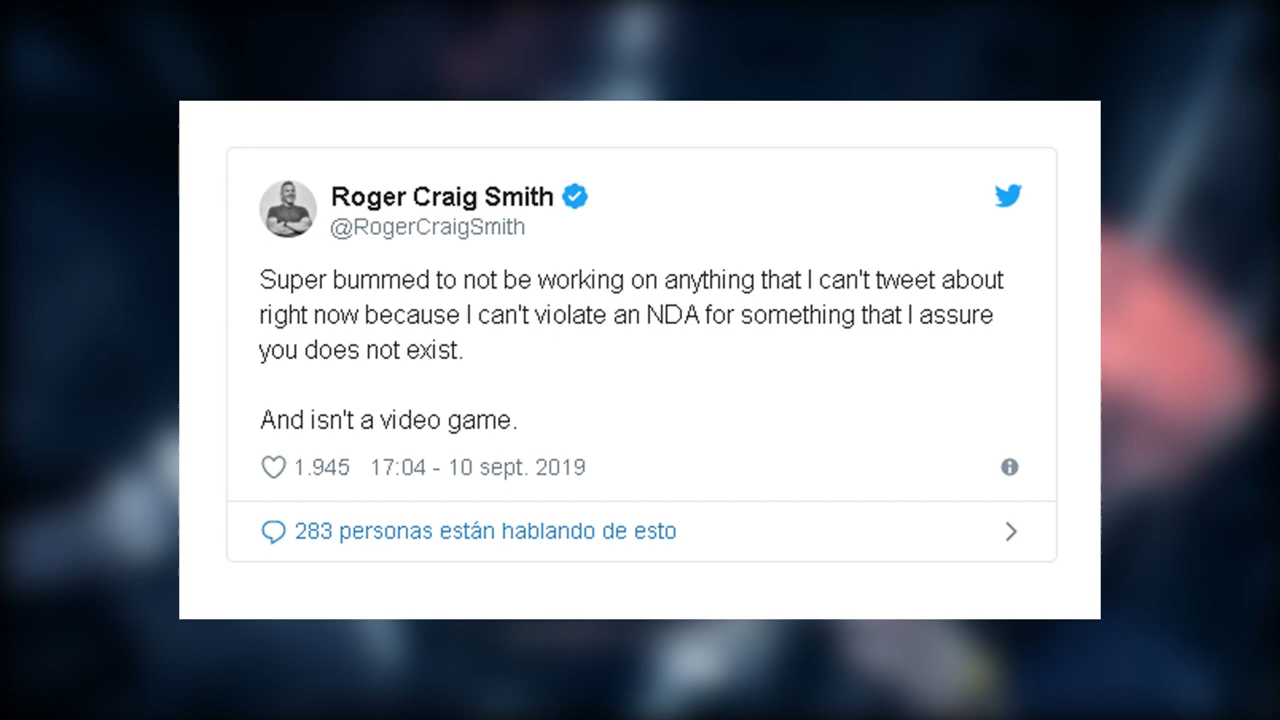 Roger Craig Smith
@RogerCraigSmith
Super bummed to not be working on anything that I can't tweet about
right now because I can't violate an NDA for something that I assure
you does not exist.
And isn't a video game.
1.945 17:04 - 10 sept. 2019
283 personas están hablando de esto